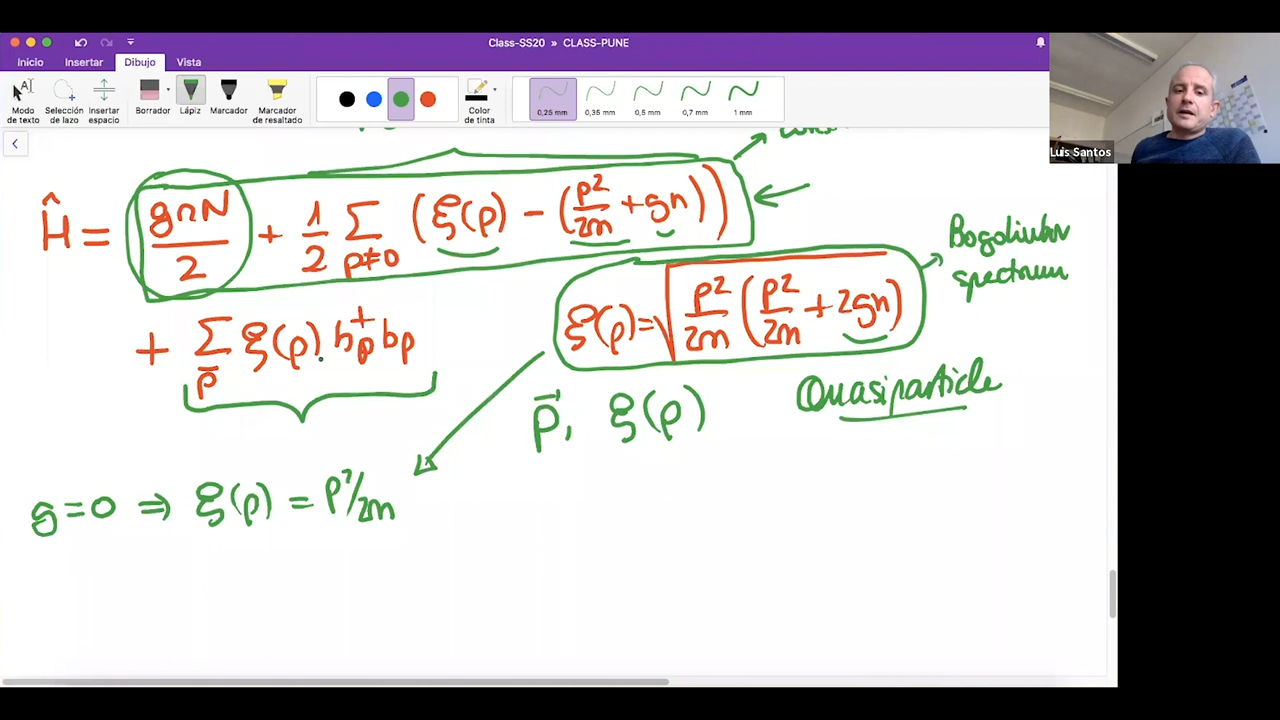 Class-SS20 » CLASS-PUNE
Inicio Insertar Dibujo Vista
Modo de texto
Selección de lazo
Insertar espacio
Borrador
Lápiz
Marcador
Marcador de resaltado
Color de tinta
0,25 mm 0,35 mm 0,5 mm 0,7 mm 1 mm
Luis Santos
Ĥ = gnN/2 + 1/2 ∑_{p≠0} (ξ(p) − (p²/2m + gn))
Bogoliubov
spectrum
+ ∑_{p̄} ξ(p) b_p^+ b_p
ξ(p) = √(p²/2m (p²/2m + 2gn))
Quasiparticle
p⃗, ξ(p)
g=0 ⇒ ξ(p) = p²/2m